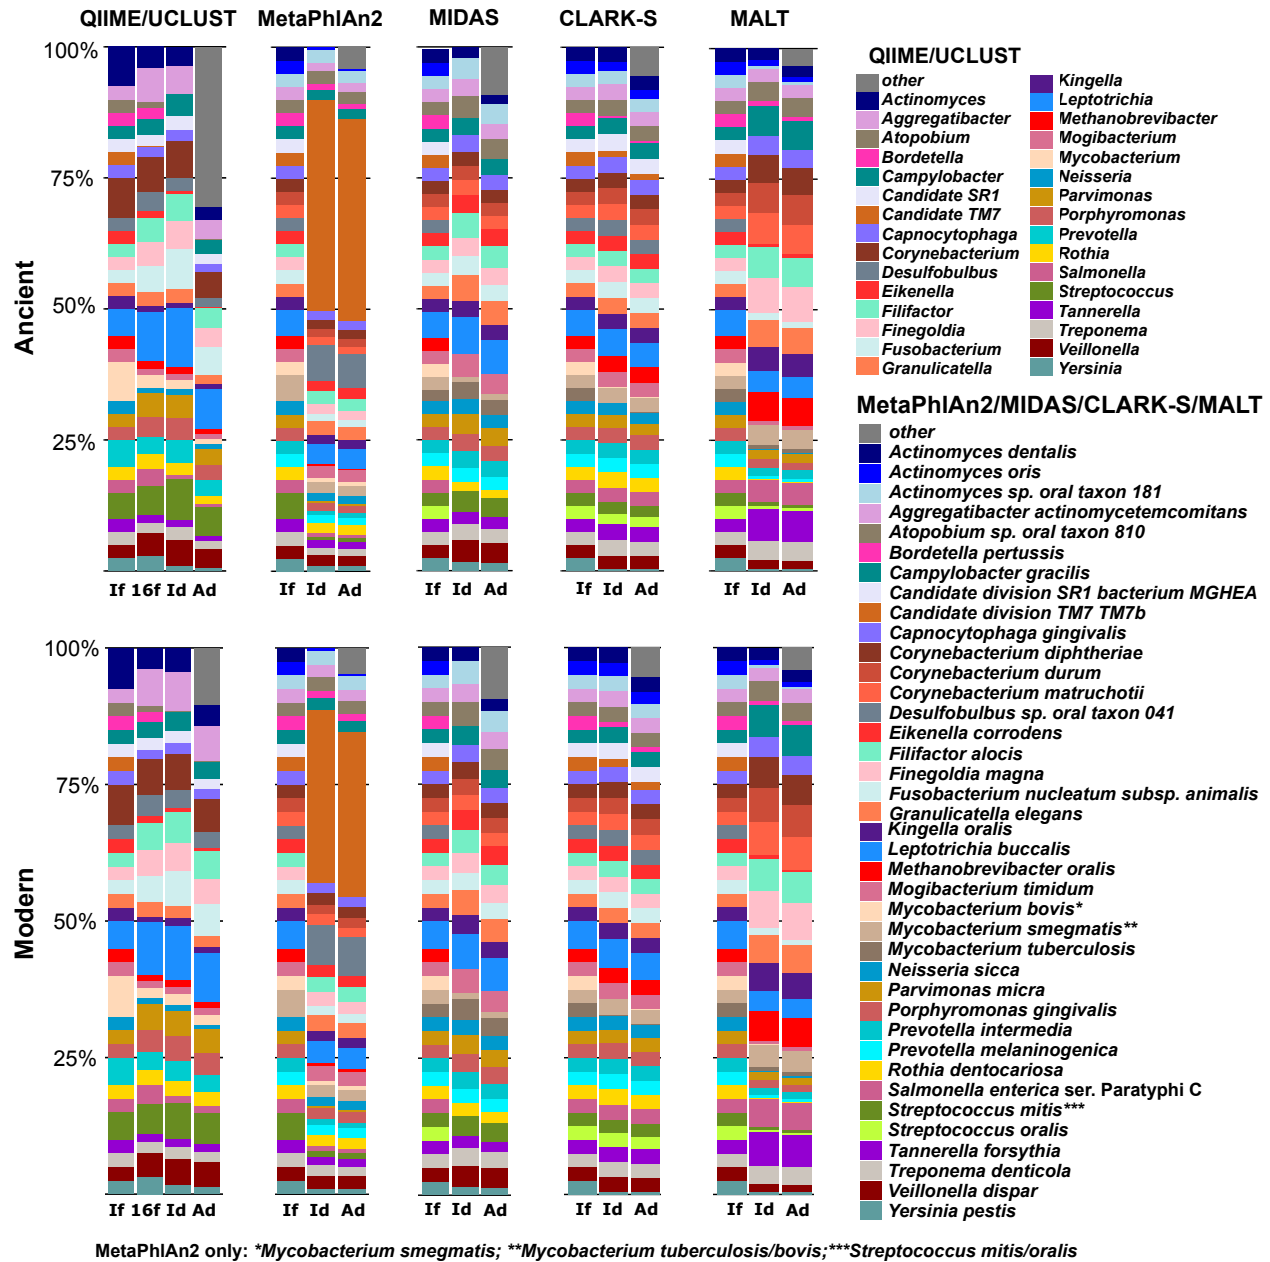 QIIME/UCLUST MetaPhlAn2 MIDAS CLARK-S MALT
100%
75%
50%
25%
Ancient
If 16f Id Ad If Id Ad If Id Ad If Id Ad If Id Ad
100%
75%
50%
25%
Modern
If 16f Id Ad If Id Ad If Id Ad If Id Ad If Id Ad
QIIME/UCLUST
other
Actinomyces
Aggregatibacter
Atopobium
Bordetella
Campylobacter
Candidate SR1
Candidate TM7
Capnocytophaga
Corynebacterium
Desulfobulbus
Eikenella
Filifactor
Finegoldia
Fusobacterium
Granulicatella
Kingella
Leptotrichia
Methanobrevibacter
Mogibacterium
Mycobacterium
Neisseria
Parvimonas
Porphyromonas
Prevotella
Rothia
Salmonella
Streptococcus
Tannerella
Treponema
Veillonella
Yersinia
MetaPhlAn2/MIDAS/CLARK-S/MALT
other
Actinomyces dentalis
Actinomyces oris
Actinomyces sp. oral taxon 181
Aggregatibacter actinomycetemcomitans
Atopobium sp. oral taxon 810
Bordetella pertussis
Campylobacter gracilis
Candidate division SR1 bacterium MGHEA
Candidate division TM7 TM7b
Capnocytophaga gingivalis
Corynebacterium diphtheriae
Corynebacterium durum
Corynebacterium matruchotii
Desulfobulbus sp. oral taxon 041
Eikenella corrodens
Filifactor alocis
Finegoldia magna
Fusobacterium nucleatum subsp. animalis
Granulicatella elegans
Kingella oralis
Leptotrichia buccalis
Methanobrevibacter oralis
Mogibacterium timidum
Mycobacterium bovis*
Mycobacterium smegmatis**
Mycobacterium tuberculosis
Neisseria sicca
Parvimonas micra
Porphyromonas gingivalis
Prevotella intermedia
Prevotella melaninogenica
Rothia dentocariosa
Salmonella enterica ser. Paratyphi C
Streptococcus mitis***
Streptococcus oralis
Tannerella forsythia
Treponema denticola
Veillonella dispar
Yersinia pestis
MetaPhlAn2 only: *Mycobacterium smegmatis; **Mycobacterium tuberculosis/bovis;***Streptococcus mitis/oralis